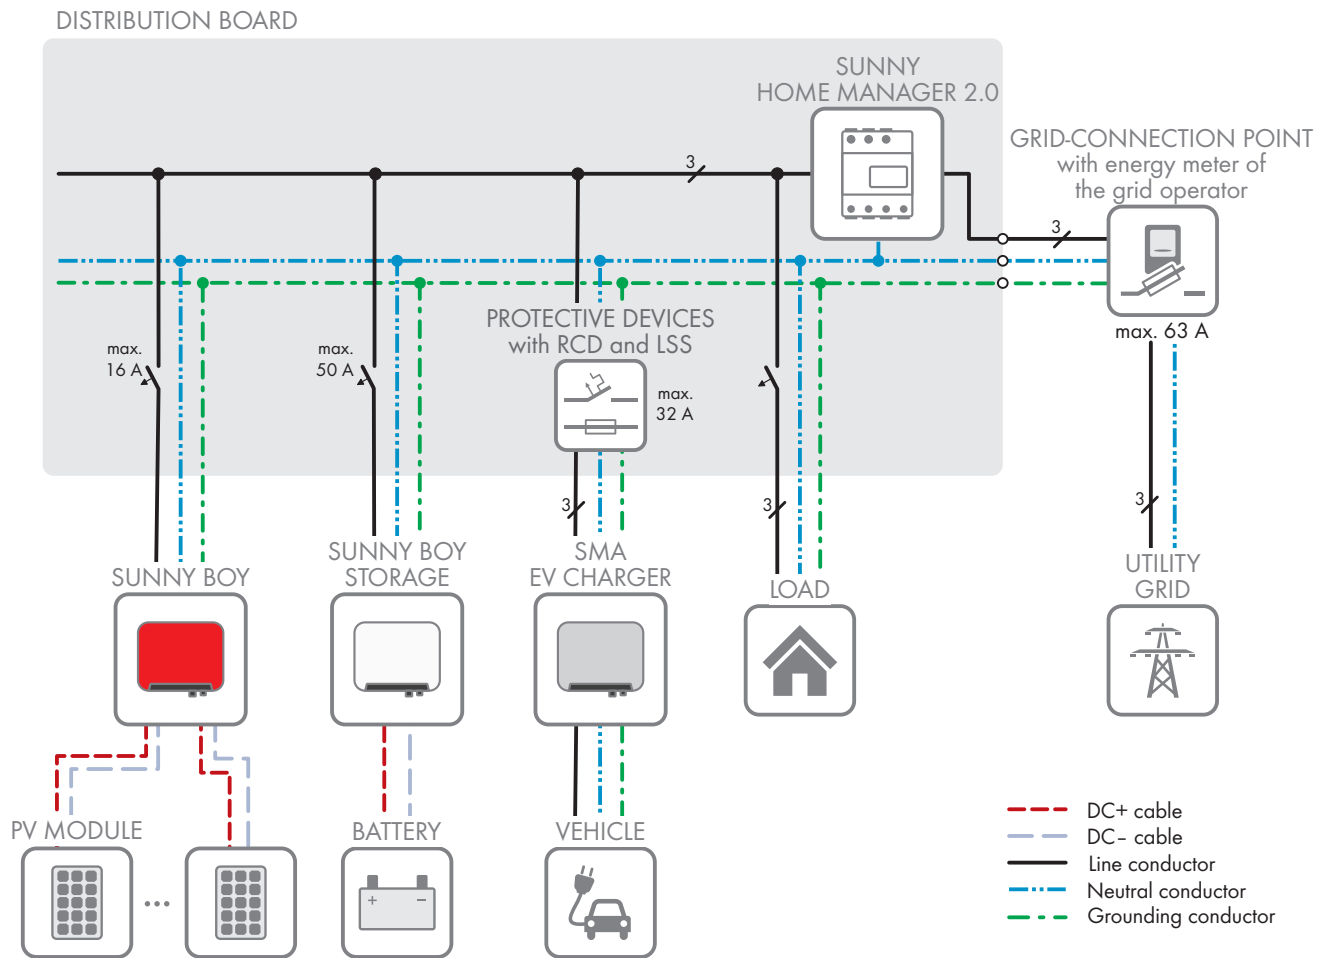 DISTRIBUTION BOARD
SUNNY
HOME MANAGER 2.0
GRID-CONNECTION POINT
with energy meter of
the grid operator
3
3
max. 63 A
max.
16 A
max.
50 A
PROTECTIVE DEVICES
with RCD and LSS
max.
32 A
3
3
3
SUNNY BOY
SUNNY BOY
STORAGE
SMA
EV CHARGER
LOAD
UTILITY
GRID
PV MODULE
...
BATTERY
+ −
VEHICLE
DC+ cable
DC– cable
Line conductor
Neutral conductor
Grounding conductor